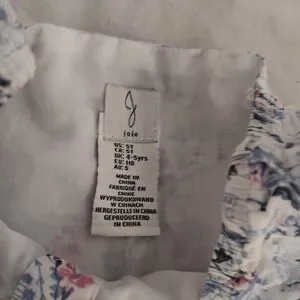 joie
US: 5T
CA: 5T
UK: 4-5yrs
EU: 110
AU: 5
MADE IN
CHINA
FABRIQUÉ EN
CHINE
WYPRODUKOWANO
W CHINACH
HERGESTELLT IN CHINA
GEPRODUCEERD
IN CHINA